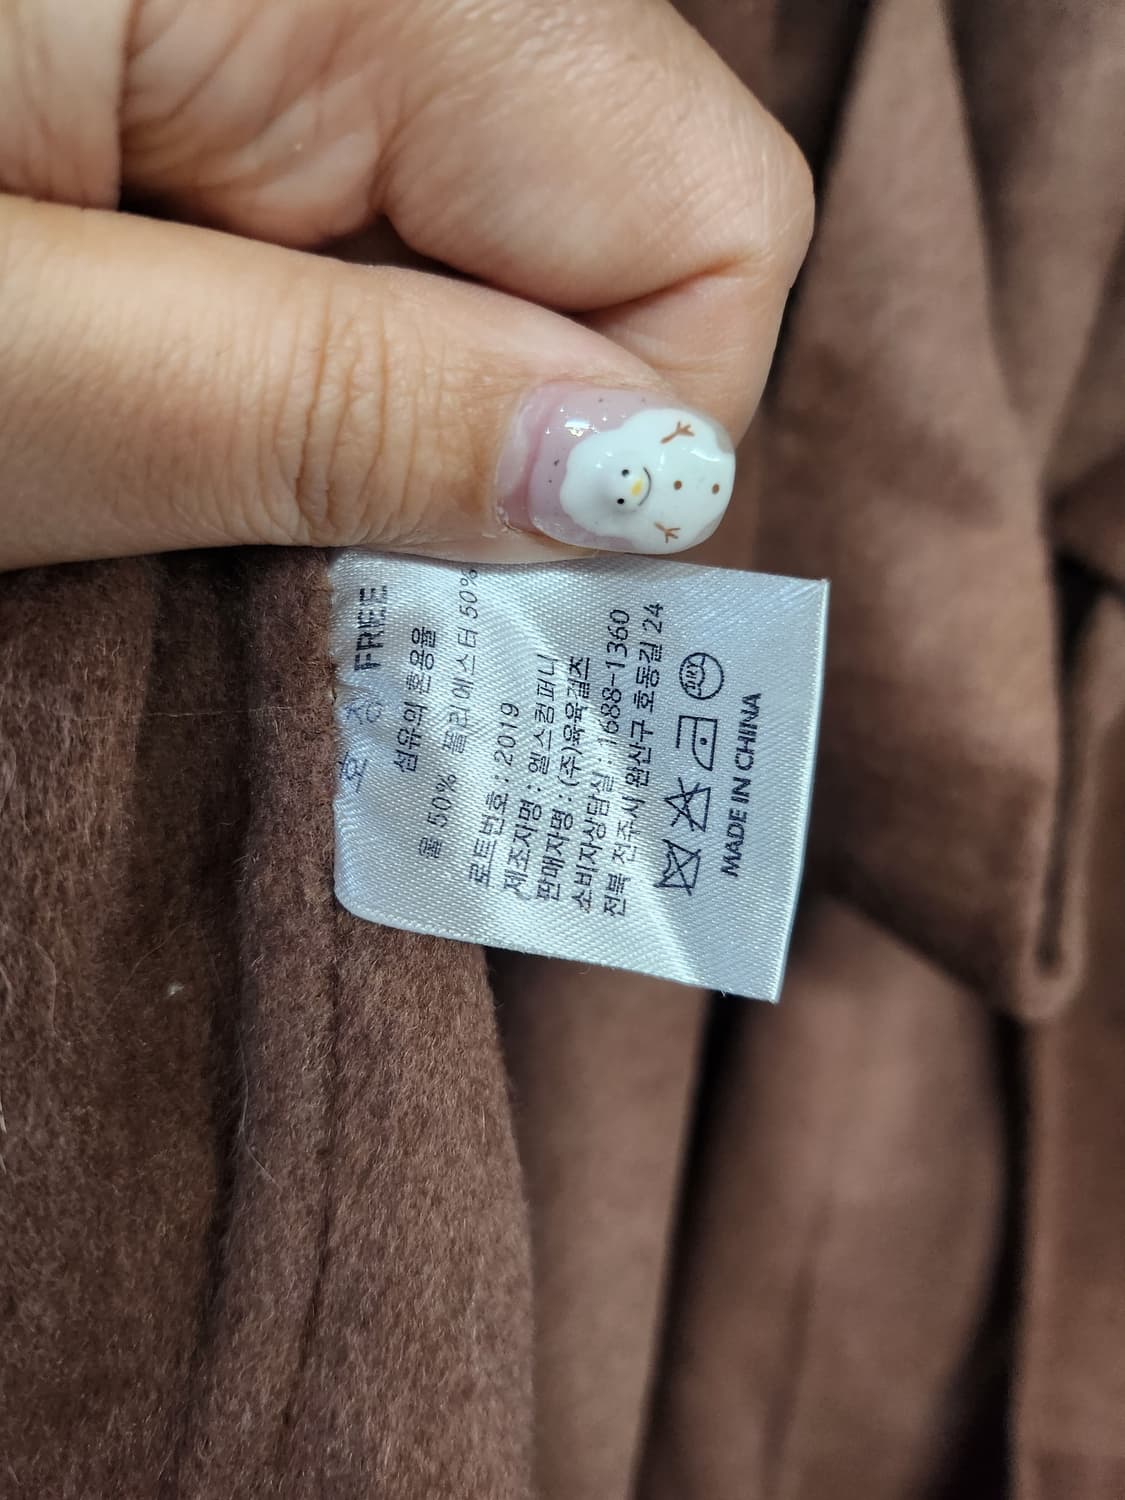 FREE
섬유의 혼용율
울 50% 폴리에스터 50%
로트번호 : 2019
제조자명 : 엘스컴퍼니
판매자명 : (주)육육걸즈
소비자상담실 : 1688-1360
전북 전주시 완산구 호동길 24
DRY
MADE IN CHINA